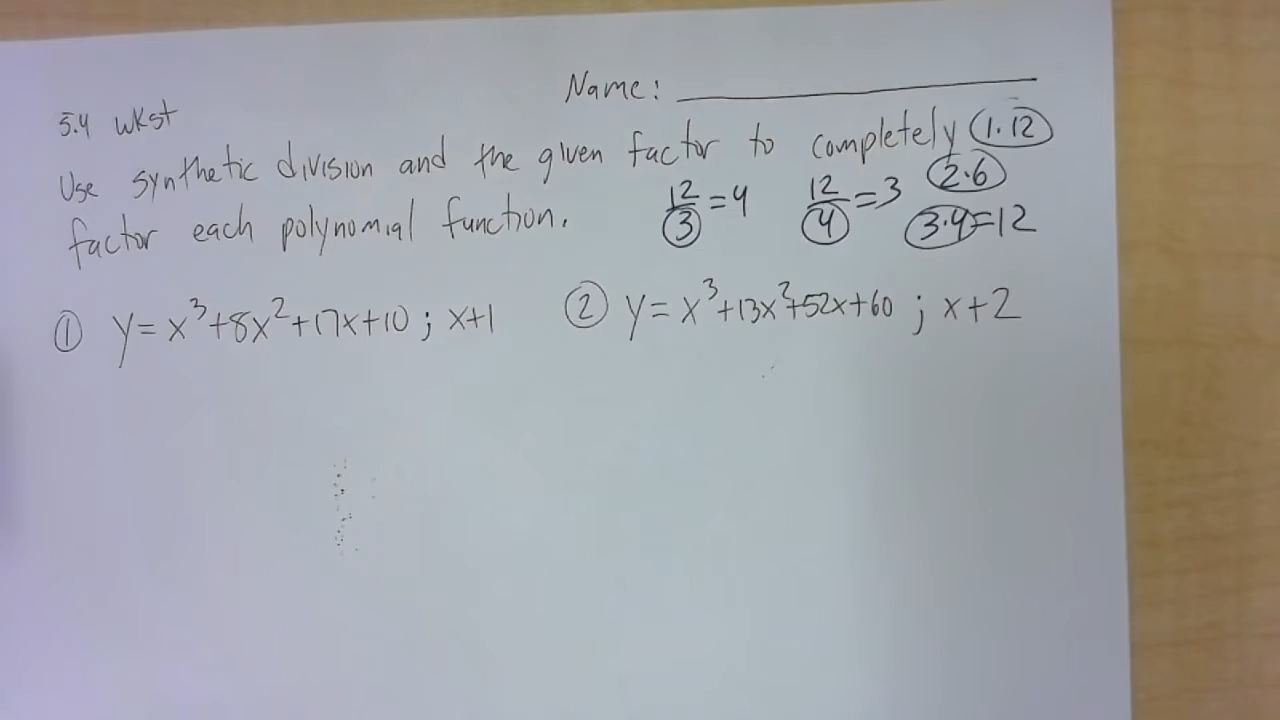 Name: ____________
5.4 wkst
Use synthetic division and the given factor to completely
factor each polynomial function.
12/3 = 4 12/4 = 3
1·12
2·6
3·4=12
① y=x³+8x²+17x+10 ; x+1
② y=x³+13x²+52x+60 ; x+2